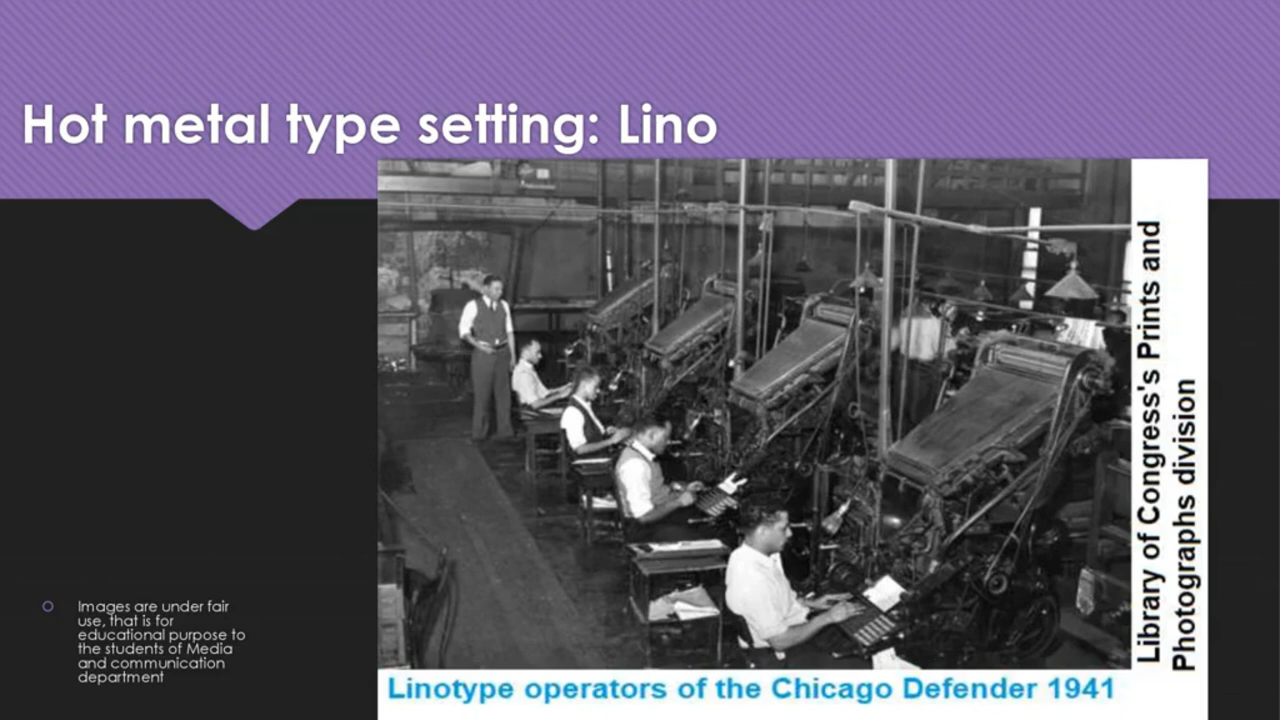 Hot metal type setting: Lino
Library of Congress's Prints and
Photographs division
Images are under fair
use, that is for
educational purpose to
the students of Media
and communication
department
Linotype operators of the Chicago Defender 1941